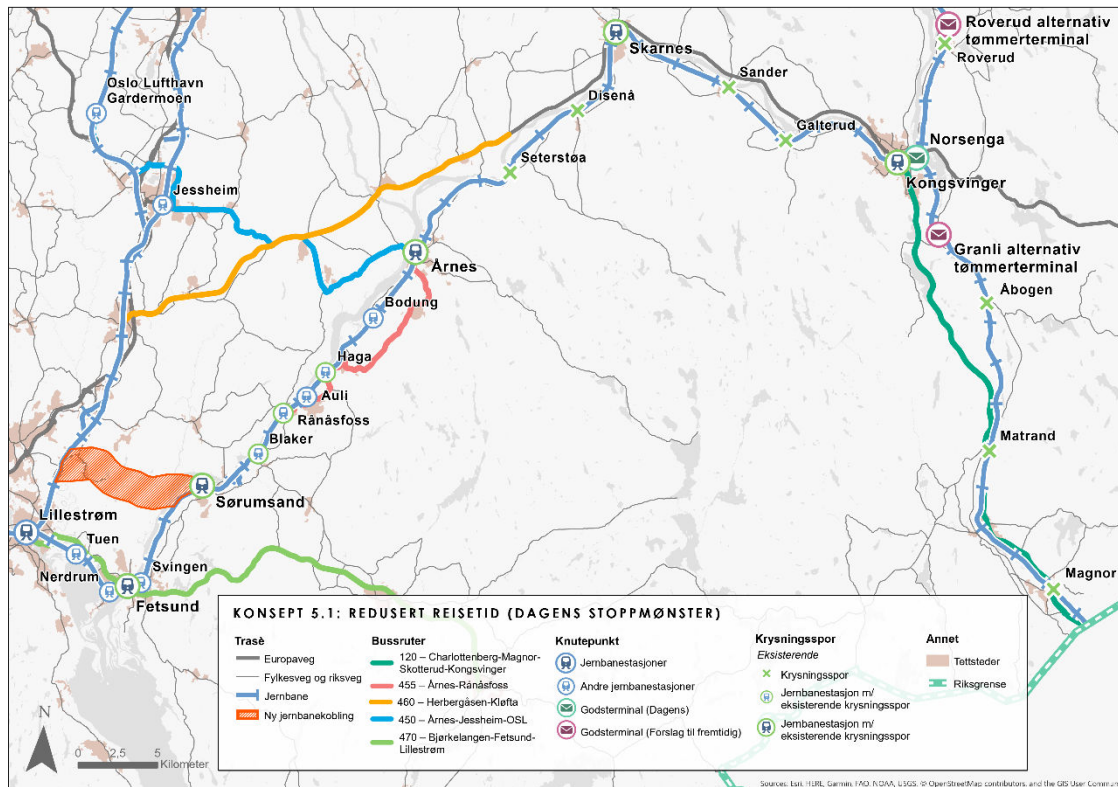 Roverud alternativ
tømmerterminal
Roverud
Skarnes
Sander
Oslo Lufthavn
Gardermoen
Disenå
Galterud
Norsenga
Kongsvinger
Seterstøa
Jessheim
Granli alternativ
tømmerterminal
Årnes
Åbogen
Bodung
Haga
Auli
Rånåsfoss
Blaker
Matrand
Sørumsand
Lillestrøm
Tuen
Svingen
Nerdrum
Fetsund
Magnor
KONSEPT 5.1: REDUSERT REISETID (DAGENS STOPPMØNSTER)
Trasè
Europaveg
Fylkesveg og riksveg
Jernbane
Ny jernbanekobling
Bussruter
120 – Charlottenberg-Magnor-
Skotterud-Kongsvinger
455 – Årnes-Rånåsfoss
460 – Herbergåsen-Kløfta
450 – Årnes-Jessheim-OSL
470 – Bjørkelangen-Fetsund-
Lillestrøm
Knutepunkt
Jernbanestasjoner
Andre jernbanestasjoner
Godsterminal (Dagens)
Godsterminal (Forslag til fremtidig)
Krysningsspor
Eksisterende
Krysningsspor
Jernbanestasjon m/
eksisterende krysningsspor
Jernbanestasjon m/
eksisterende krysningsspor
Annet
Tettsteder
Riksgrense
N
0 2,5 5
Kilometer
Sources: Esri, HERE, Garmin, FAO, NOAA, USGS, © OpenStreetMap contributors, and the GIS User Commun